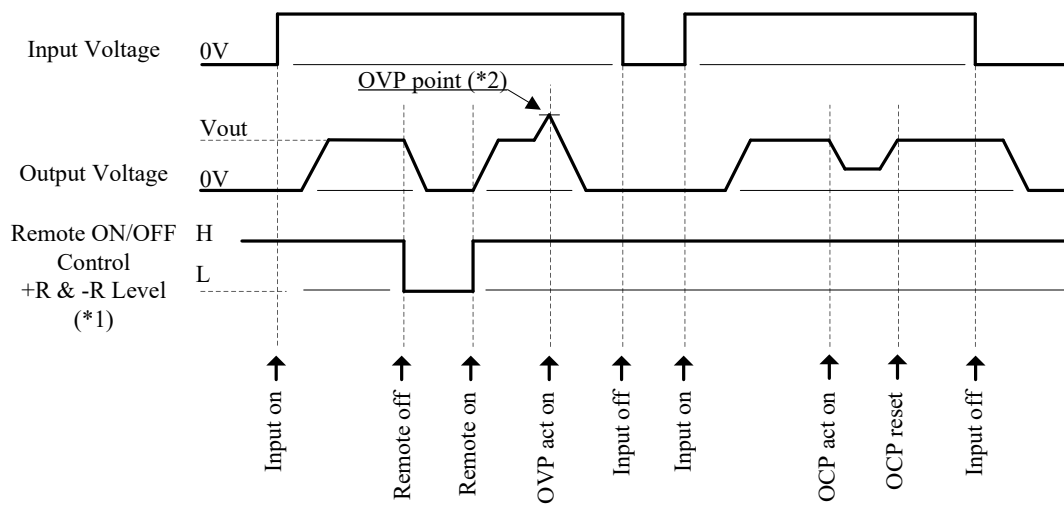 Input Voltage
0V
OVP point (*2)
Vout
Output Voltage
0V
Remote ON/OFF
Control
+R & -R Level
(*1)
H
L
Input on
Remote off
Remote on
OVP act on
Input off
Input on
OCP act on
OCP reset
Input off